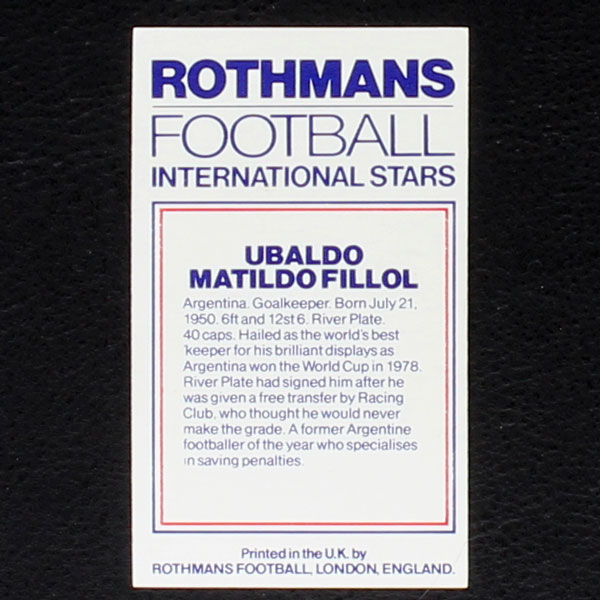 ROTHMANS
FOOTBALL
INTERNATIONAL STARS
UBALDO
MATILDO FILLOL
Argentina. Goalkeeper. Born July 21,
1950. 6ft and 12st 6. River Plate.
40 caps. Hailed as the world's best
'keeper for his brilliant displays as
Argentina won the World Cup in 1978.
River Plate had signed him after he
was given a free transfer by Racing
Club, who thought he would never
make the grade. A former Argentine
footballer of the year who specialises
in saving penalties.
Printed in the U.K. by
ROTHMANS FOOTBALL, LONDON, ENGLAND.